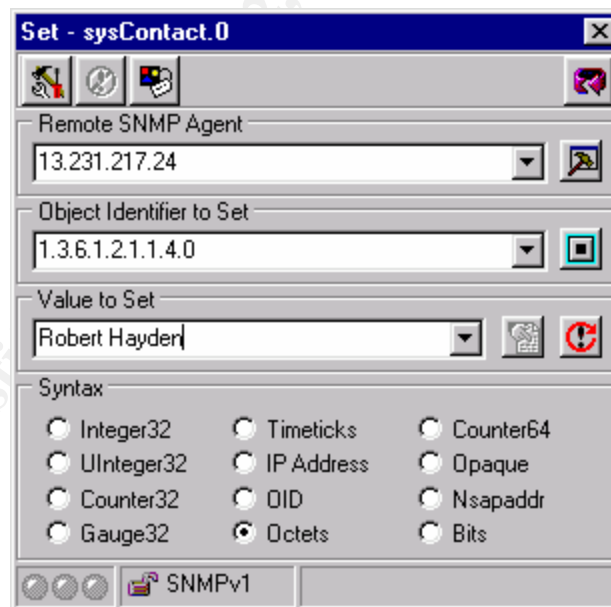 Set - sysContact.0
Remote SNMP Agent
13.231.217.24
Object Identifier to Set
1.3.6.1.2.1.1.4.0
Value to Set
Robert Hayden
Syntax
Integer32 Timeticks Counter64
UInteger32 IP Address Opaque
Counter32 OID Nsapaddr
Gauge32 Octets Bits
SNMPv1